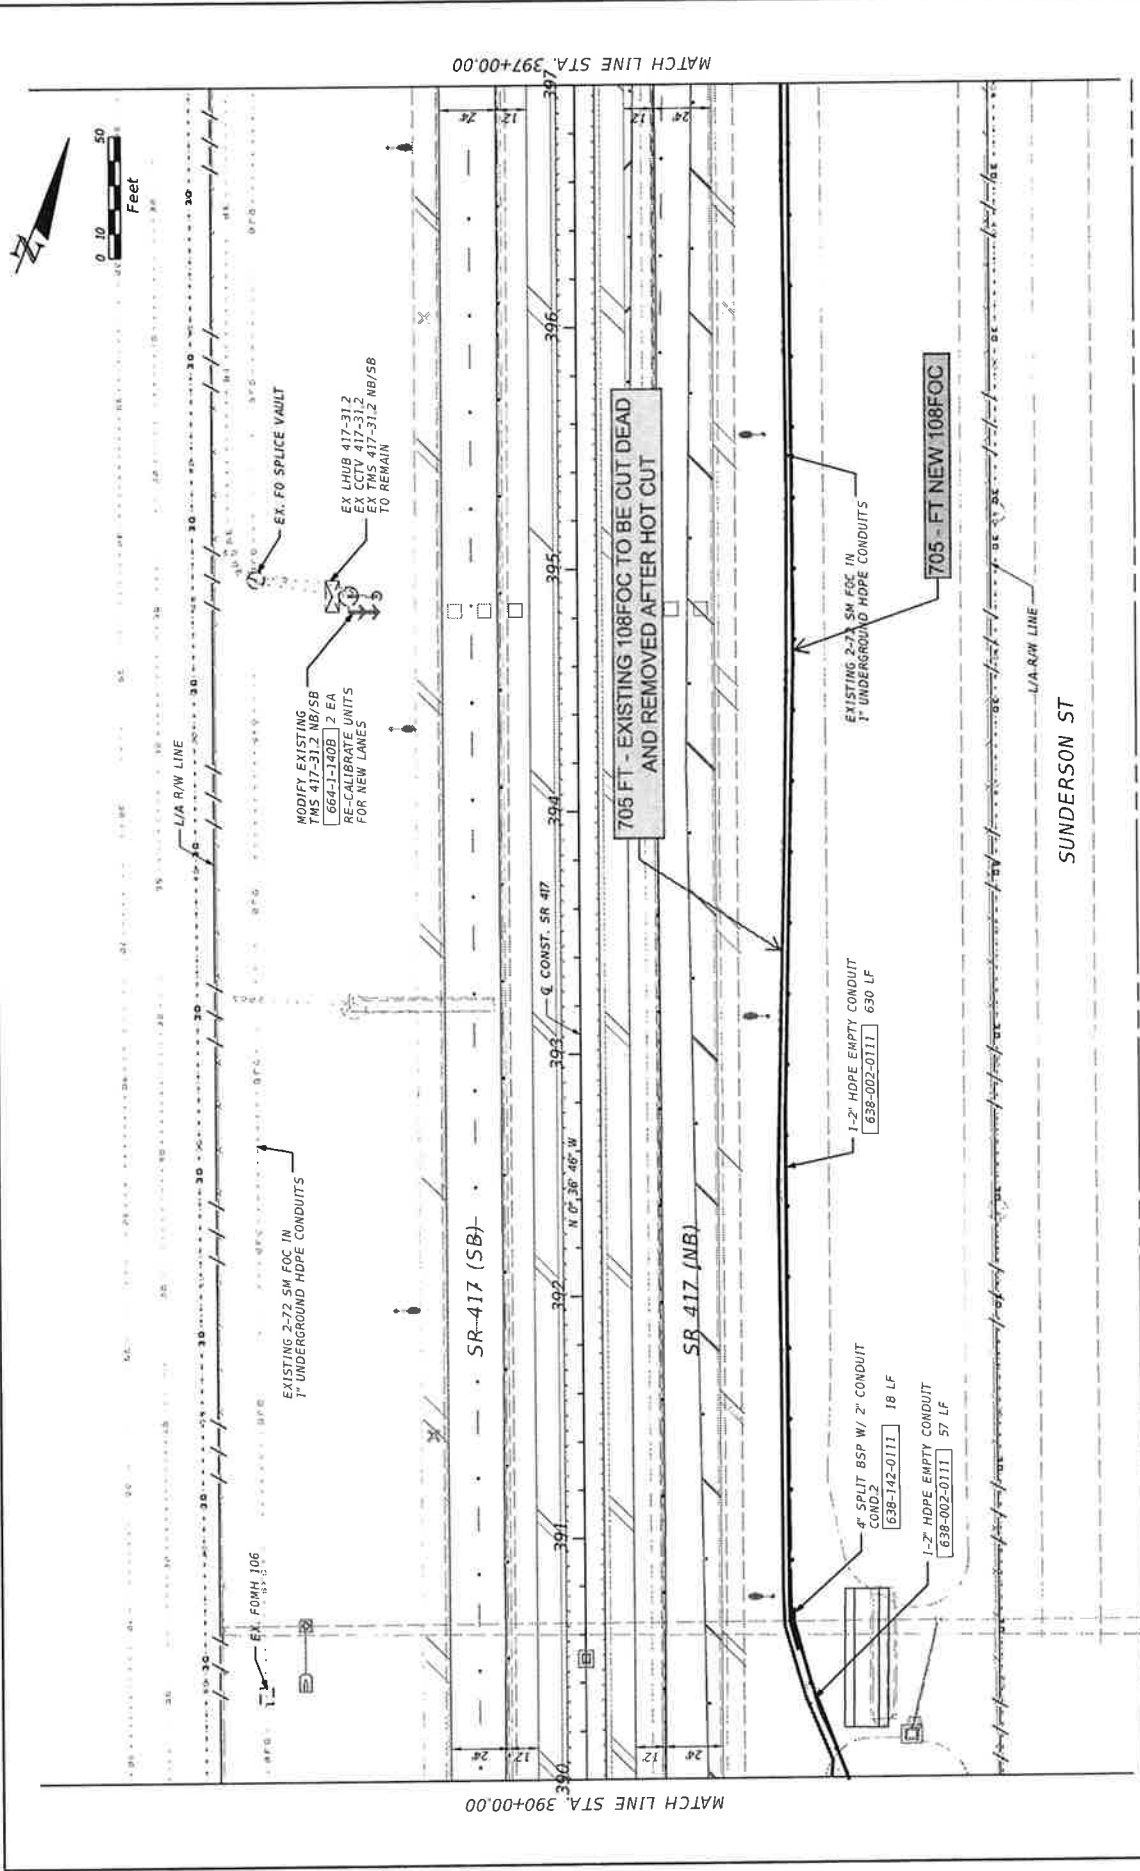 MATCH LINE STA. 397+00.00
0 10 50
Feet
N
L/A R/W LINE
EX. FO SPLICE VAULT
EX LHUB 417-31.2
EX CCTV 417-31.2
EX TMS 417-31.2 NB/SB
TO REMAIN
MODIFY EXISTING
TMS 417-31.2 NB/SB
664-1-140B 2 EA
RE-CALIBRATE UNITS
FOR NEW LANES
EXISTING 2-72 SM FOC IN
1" UNDERGROUND HDPE CONDUITS
EX. FOMH 106
SR 417 (SB)
24'
12'
24'
12'
390
391
392
393
394
395
396
397
N 0° 36' 46" W
℄ CONST. SR 417
12'
24'
12'
24'
SR 417 (NB)
705 FT - EXISTING 108FOC TO BE CUT DEAD
AND REMOVED AFTER HOT CUT
EXISTING 2-72 SM FOC IN
1" UNDERGROUND HDPE CONDUITS
705 - FT NEW 108FOC
1-2" HDPE EMPTY CONDUIT
638-002-0111 630 LF
4" SPLIT BSP W/ 2" CONDUIT
COND.2
638-142-0111 18 LF
1-2" HDPE EMPTY CONDUIT
638-002-0111 57 LF
L/A R/W LINE
SUNDERSON ST
MATCH LINE STA. 390+00.00